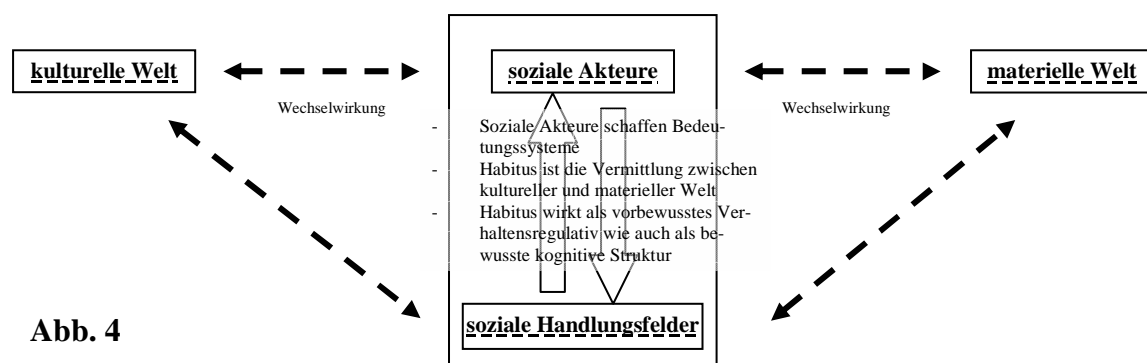 kulturelle Welt
soziale Akteure
materielle Welt
Wechselwirkung
Wechselwirkung
- Soziale Akteure schaffen Bedeu-
tungssysteme
- Habitus ist die Vermittlung zwischen
kultureller und materieller Welt
- Habitus wirkt als vorbewusstes Ver-
haltensregulativ wie auch als be-
wusste kognitive Struktur
soziale Handlungsfelder
Abb. 4